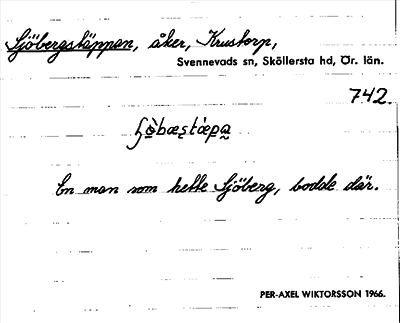 Sjöbergstäppan, åker, Krustorp,
Svennevads sn, Sköllersta hd, Ör. län.
742.
En man som hette Sjöberg, bodde där.
PER-AXEL WIKTORSSON 1966.